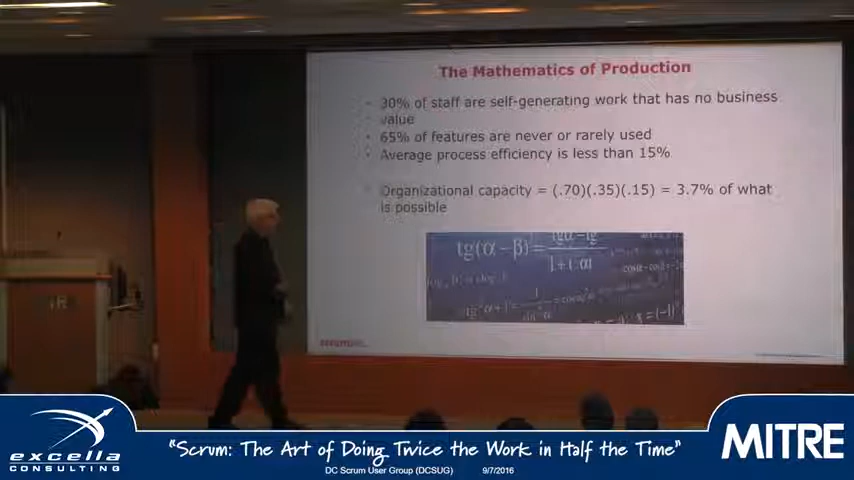 The Mathematics of Production
30% of staff are self-generating work that has no business
value
65% of features are never or rarely used
Average process efficiency is less than 15%
Organizational capacity = (.70)(.35)(.15) = 3.7% of what
is possible
tg(α-β)=
excella
CONSULTING
"Scrum: The Art of Doing Twice the Work in Half the Time"
DC Scrum User Group (DCSUG) 9/7/2016
MITRE